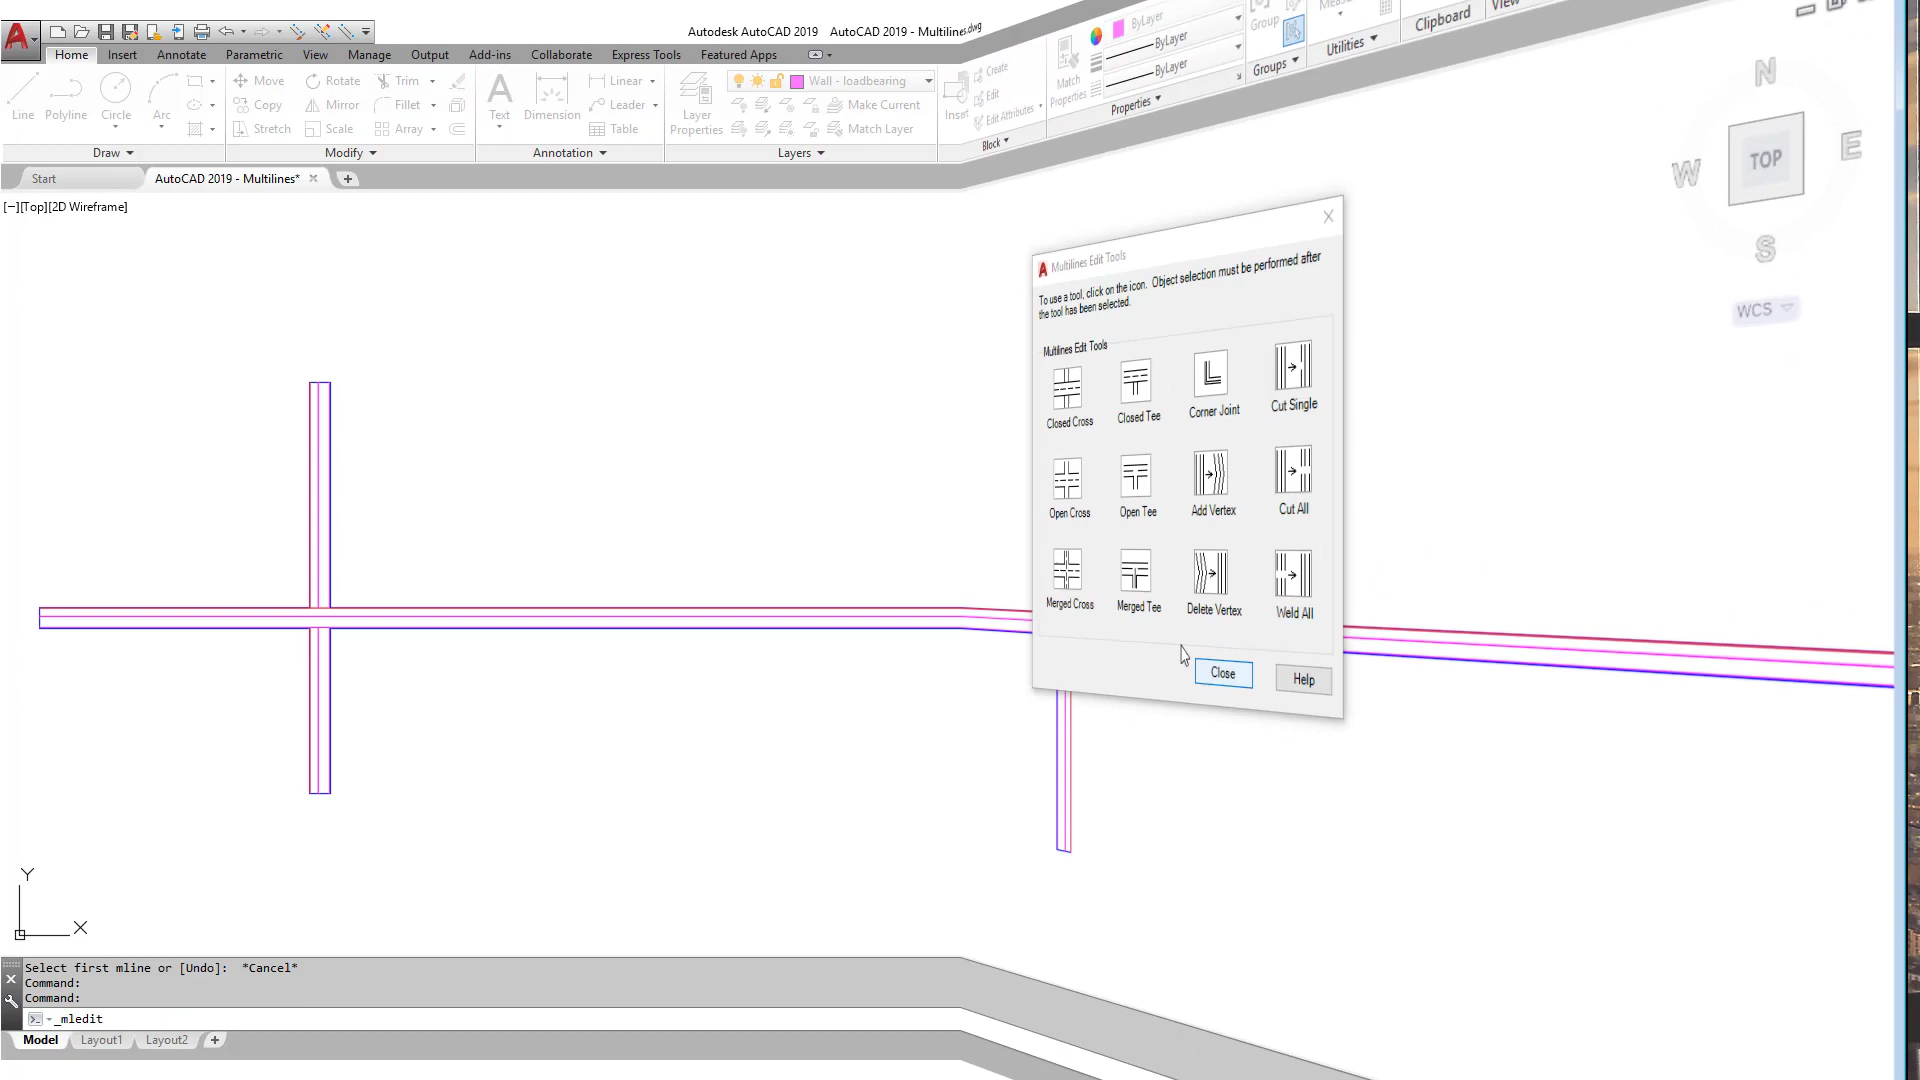 Autodesk AutoCAD 2019 AutoCAD 2019 - Multilines.dwg
Home Insert Annotate Parametric View Manage Output Add-ins Collaborate Express Tools Featured Apps
Move Rotate Trim
Copy Mirror Fillet
Stretch Scale Array
Line Polyline Circle Arc
Text Dimension
Linear
Leader
Table
Layer Properties
Wall - loadbearing
Make Current
Match Layer
Create
Edit
Edit Attributes
Match Properties
ByLayer
ByLayer
ByLayer
Group
Draw Modify Annotation Layers Block Properties Groups Utilities Clipboard View
Start AutoCAD 2019 - Multilines* +
[−][Top][2D Wireframe]
N
W TOP E
S
WCS
Multilines Edit Tools
To use a tool, click on the icon. Object selection must be performed after
the tool has been selected.
Multilines Edit Tools
Closed Cross Closed Tee Corner Joint Cut Single
Open Cross Open Tee Add Vertex Cut All
Merged Cross Merged Tee Delete Vertex Weld All
Close Help
Y
X
Select first mline or [Undo]: *Cancel*
Command:
Command:
_mledit
Model Layout1 Layout2 +